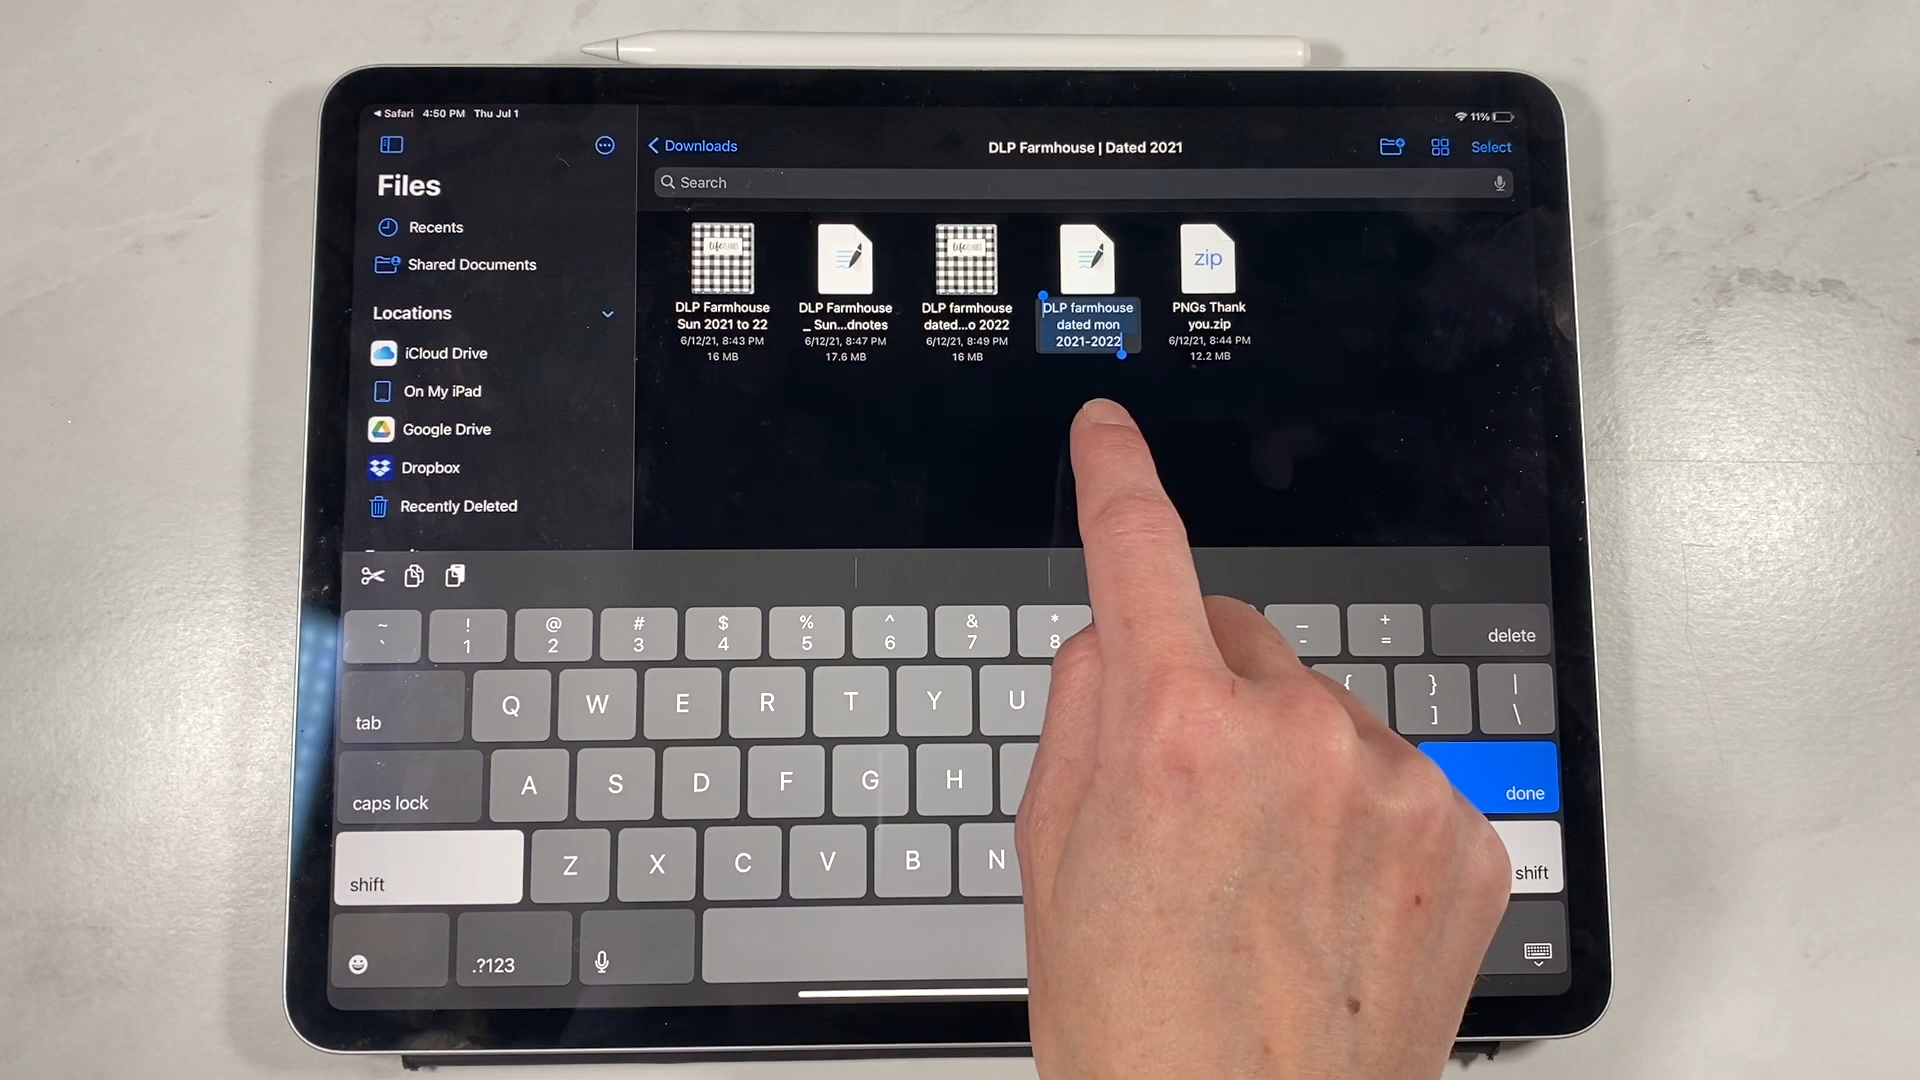 Safari 4:50 PM Thu Jul 1
11%
Files
Recents
Shared Documents
Locations
iCloud Drive
On My iPad
Google Drive
Dropbox
Recently Deleted
Downloads
DLP Farmhouse | Dated 2021
Select
Search
life
DLP Farmhouse
Sun 2021 to 22
6/12/21, 8:43 PM
16 MB
DLP Farmhouse
_ Sun...dnotes
6/12/21, 8:47 PM
17.6 MB
life
DLP farmhouse
dated...o 2022
6/12/21, 8:49 PM
16 MB
DLP farmhouse
dated mon
2021-2022
zip
PNGs Thank
you.zip
6/12/21, 8:44 PM
12.2 MB
~ ! @ # $ % ^ & * _ +
` 1 2 3 4 5 6 7 8 - = delete
tab Q W E R T Y U { [ } ] | \
caps lock A S D F G H done
shift Z X C V B N shift
.?123